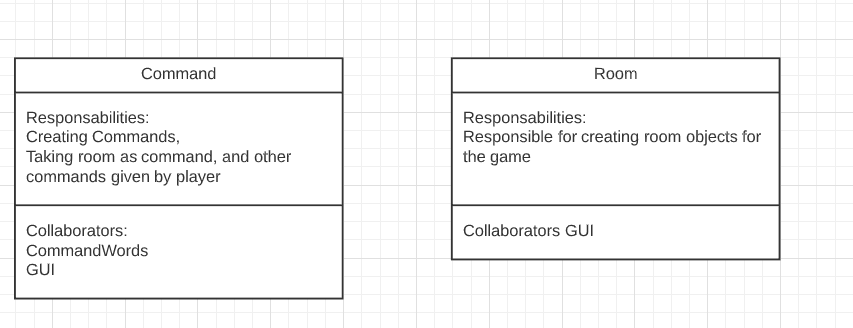 Command
Responsabilities:
Creating Commands,
Taking room as command, and other
commands given by player
Collaborators:
CommandWords
GUI
Room
Responsabilities:
Responsible for creating room objects for
the game
Collaborators GUI